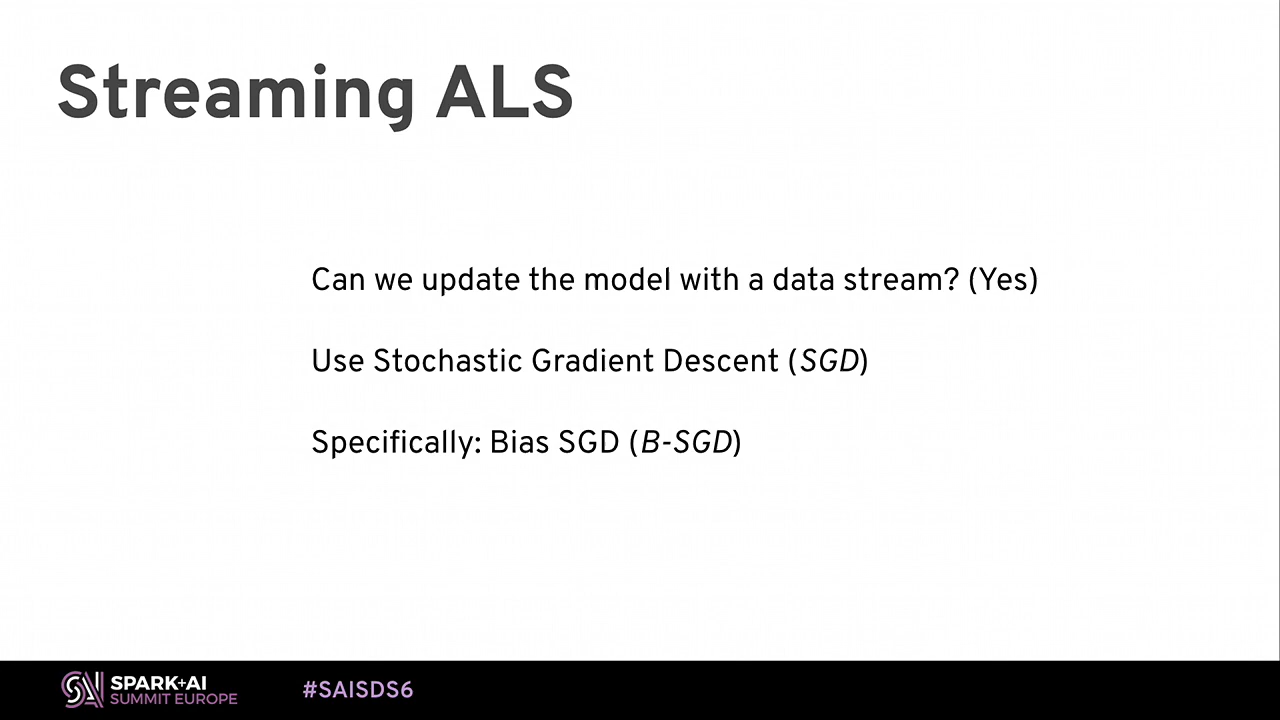 Streaming ALS
Can we update the model with a data stream? (Yes)
Use Stochastic Gradient Descent (SGD)
Specifically: Bias SGD (B-SGD)
SPARK+AI
SUMMIT EUROPE
#SAISDS6